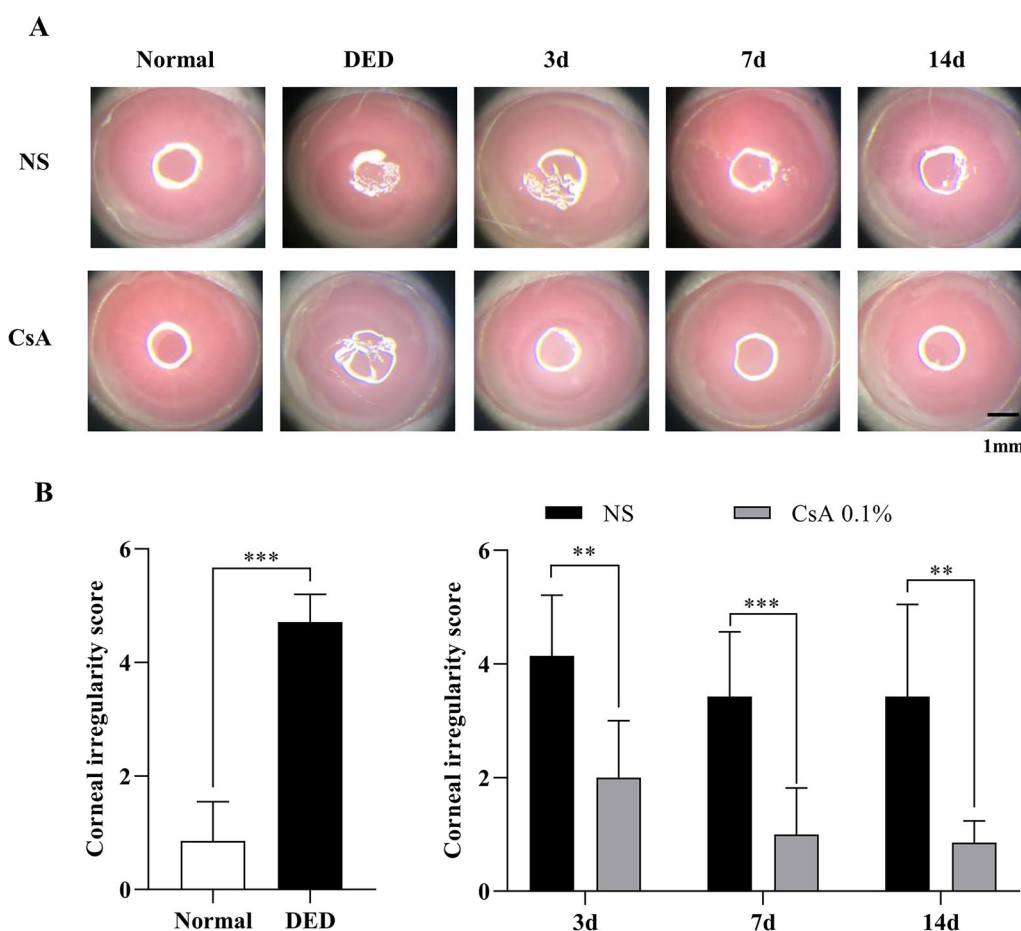 A
Normal DED 3d 7d 14d
NS
CsA
1mm
B
NS CsA 0.1%
Corneal irregularity score
6
4
2
0
***
Normal DED
Corneal irregularity score
6
4
2
0
** *** **
3d 7d 14d